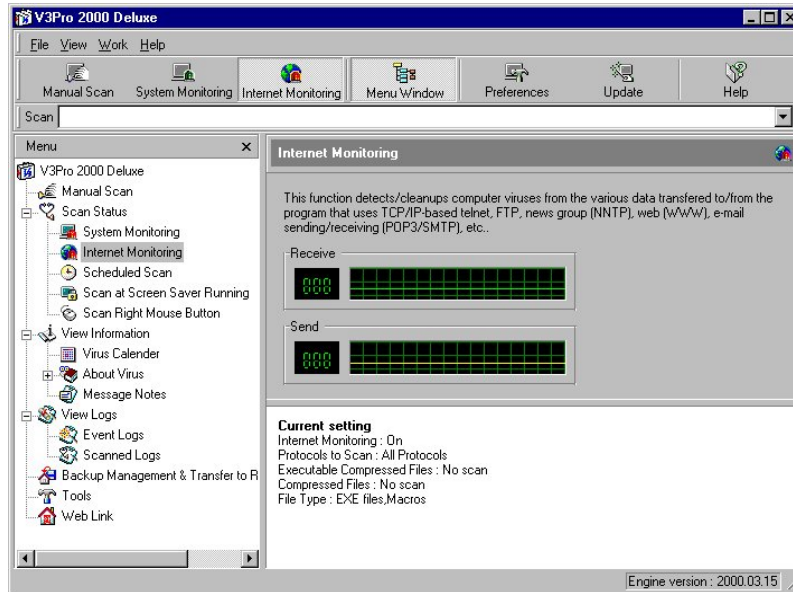 V3Pro 2000 Deluxe
File View Work Help
Manual Scan System Monitoring Internet Monitoring Menu Window Preferences Update Help
Scan
Menu
V3Pro 2000 Deluxe
Manual Scan
Scan Status
System Monitoring
Internet Monitoring
Scheduled Scan
Scan at Screen Saver Running
Scan Right Mouse Button
View Information
Virus Calender
About Virus
Message Notes
View Logs
Event Logs
Scanned Logs
Backup Management & Transfer to R
Tools
Web Link
Internet Monitoring
This function detects/cleanups computer viruses from the various data transfered to/from the
program that uses TCP/IP-based telnet, FTP, news group (NNTP), web (WWW), e-mail
sending/receiving (POP3/SMTP), etc..
Receive
000
Send
000
Current setting
Internet Monitoring : On
Protocols to Scan : All Protocols
Executable Compressed Files : No scan
Compressed Files : No scan
File Type : EXE files,Macros
Engine version : 2000.03.15